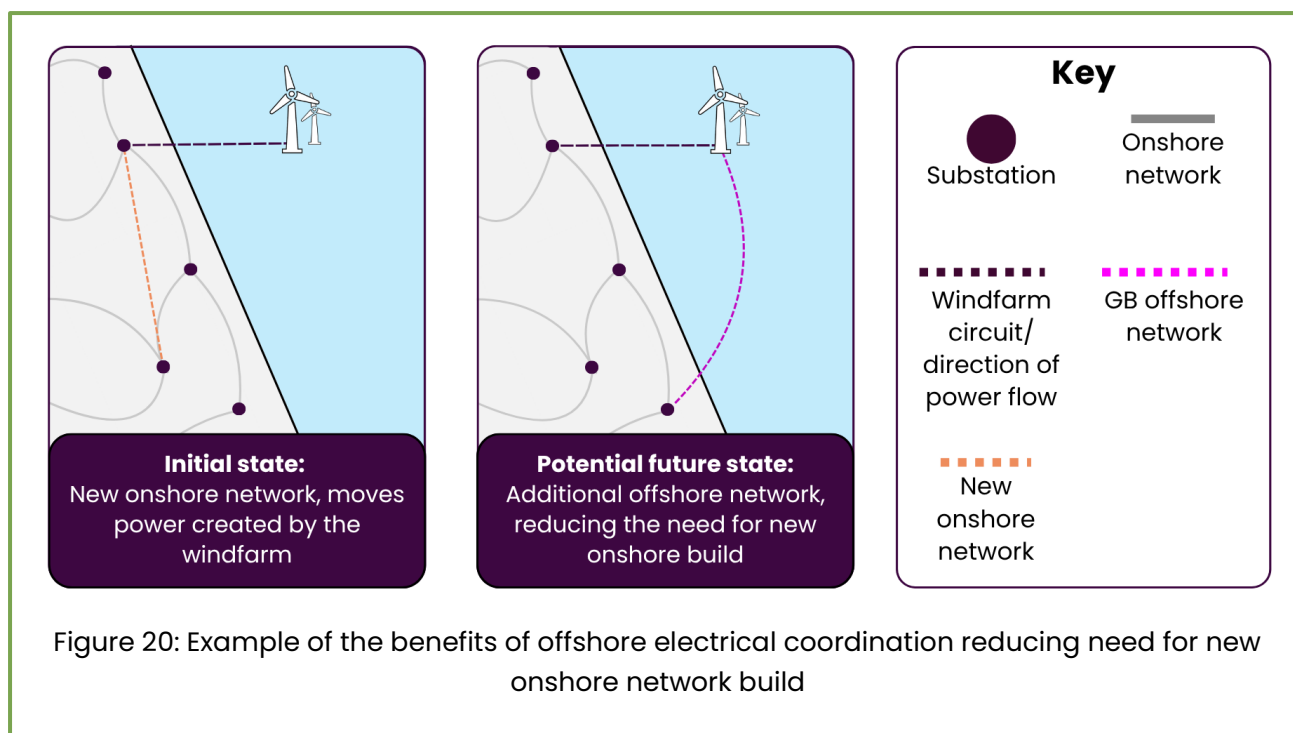 Initial state:
New onshore network, moves
power created by the
windfarm
Potential future state:
Additional offshore network,
reducing the need for new
onshore build
Key
Substation
Onshore
network
Windfarm
circuit/
direction of
power flow
GB offshore
network
New
onshore
network
Figure 20: Example of the benefits of offshore electrical coordination reducing need for new
onshore network build